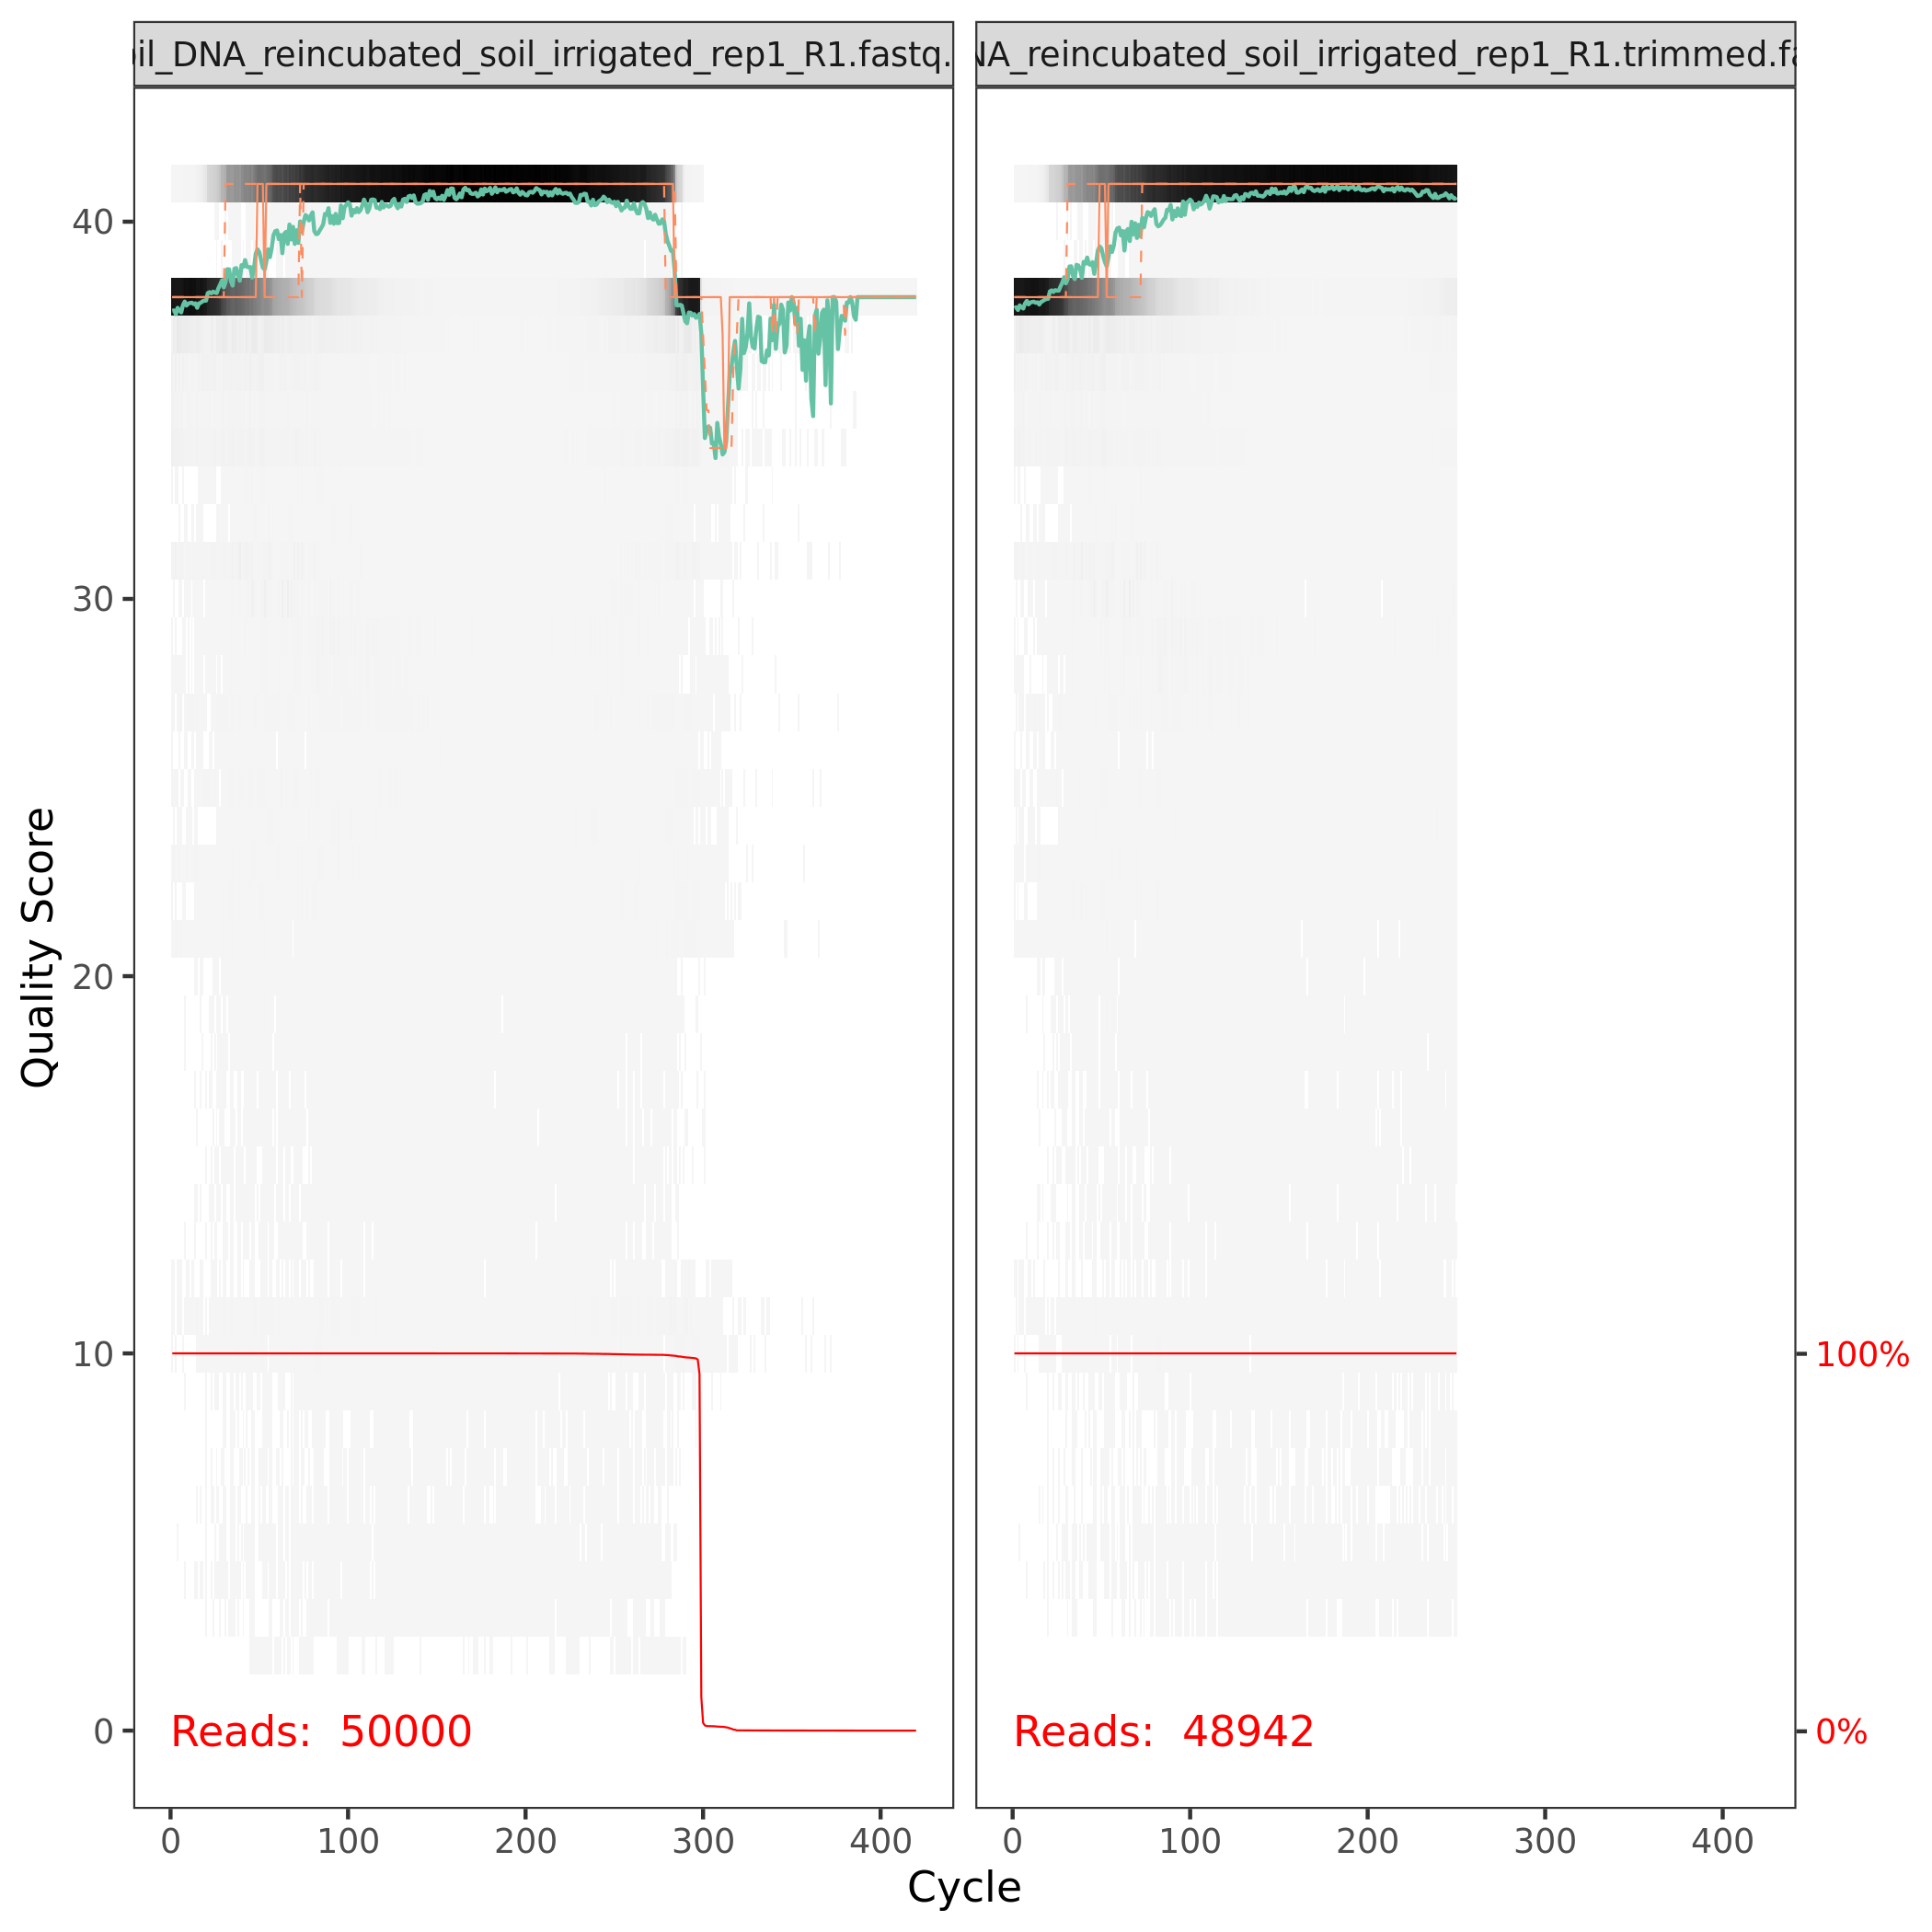 il_DNA_reincubated_soil_irrigated_rep1_R1.fastq.
NA_reincubated_soil_irrigated_rep1_R1.trimmed.fa
40
30
20
10
0
Quality Score
100%
0%
Reads: 50000
Reads: 48942
0 100 200 300 400
0 100 200 300 400
Cycle